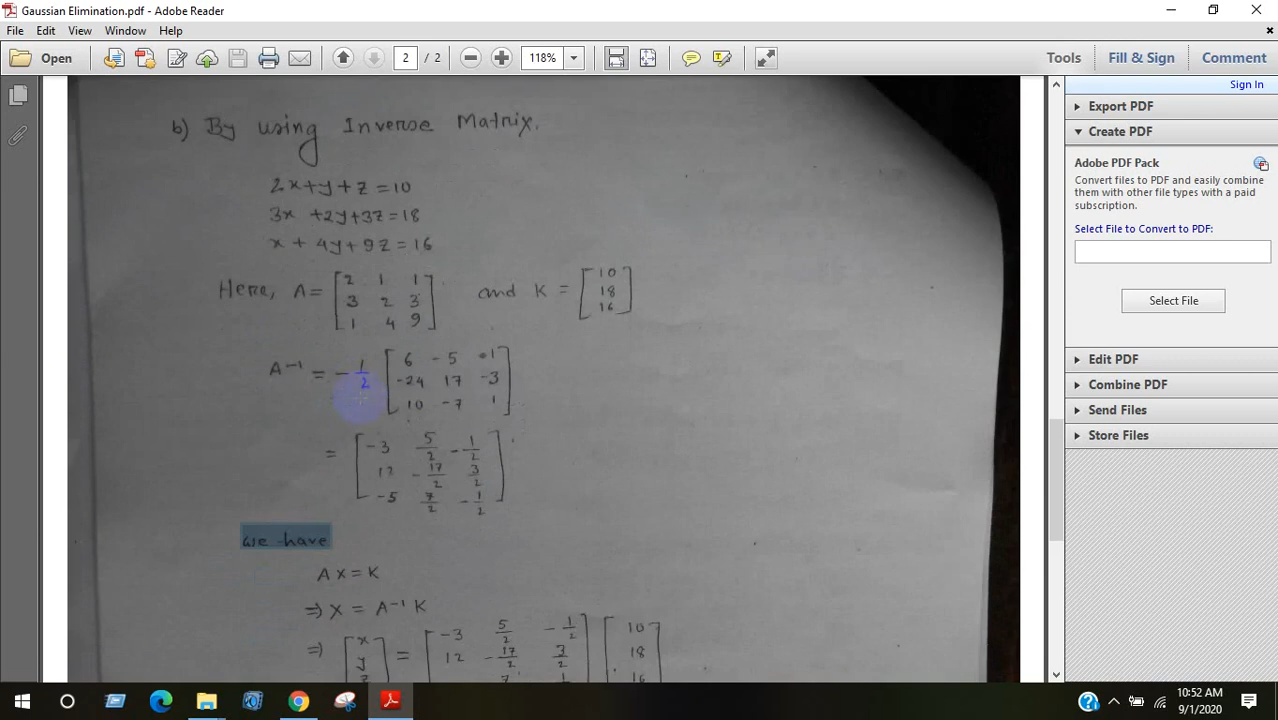 Gaussian Elimination.pdf - Adobe Reader
File Edit View Window Help
Open 2 / 2 118% Tools Fill & Sign Comment
Sign In
Export PDF
Create PDF
Adobe PDF Pack
Convert files to PDF and easily combine
them with other file types with a paid
subscription.
Select File to Convert to PDF:
Select File
Edit PDF
Combine PDF
Send Files
Store Files
b) By using Inverse Matrix.
2x+y+z=10
3x+2y+3z=18
x+4y+9z=16
Here, A = [2 1 1 and K = [10
3 2 3 18
1 4 9] 16]
A⁻¹ = -1/2 [6 -5 1
-24 17 -3
10 -7 1]
= [-3 5/2 -1/2
12 -17/2 3/2
-5 7/2 -1/2]
we have
AX=K
⇒ X = A⁻¹ K
⇒ [x = [-3 5/2 -1/2] [10
y 12 -17/2 3/2 18
z 7 1 16
10:52 AM
9/1/2020